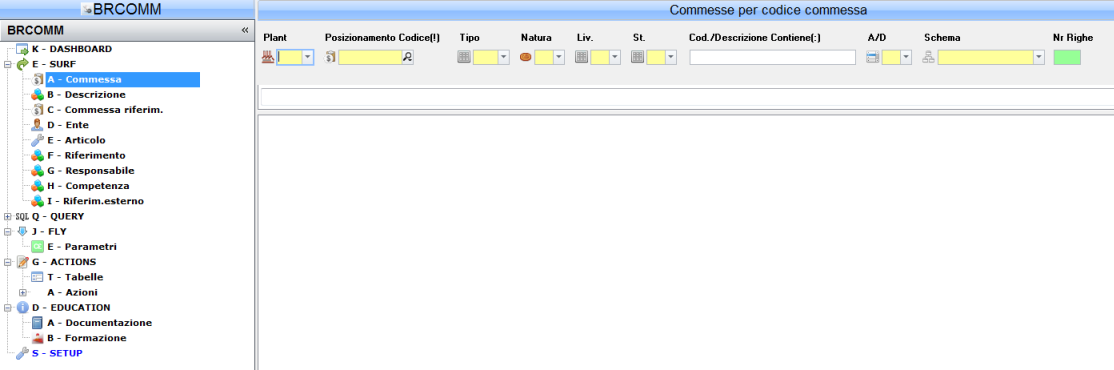 BRCOMM
Commesse per codice commessa
BRCOMM «
Plant Posizionamento Codice(!) Tipo Natura Liv. St. Cod./Descrizione Contiene(:) A/D Schema Nr Righe
K - DASHBOARD
E - SURF
A - Commessa
B - Descrizione
C - Commessa riferim.
D - Ente
E - Articolo
F - Riferimento
G - Responsabile
H - Competenza
I - Riferim.esterno
SQL Q - QUERY
J - FLY
E - Parametri
G - ACTIONS
T - Tabelle
A - Azioni
D - EDUCATION
A - Documentazione
B - Formazione
S - SETUP